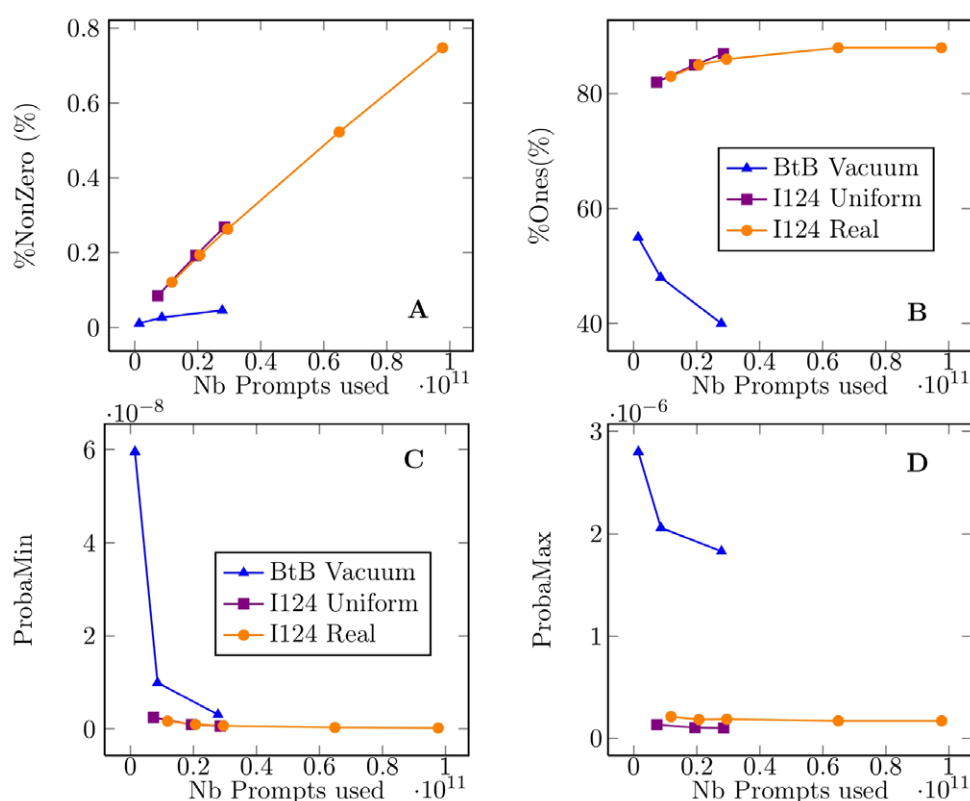 %NonZero (%)
0.8
0.6
0.4
0.2
0
A
0 0.2 0.4 0.6 0.8 1
Nb Prompts used ·10^11
%Ones(%)
80
60
40
BtB Vacuum
I124 Uniform
I124 Real
B
0 0.2 0.4 0.6 0.8 1
Nb Prompts used ·10^11
·10^-8
ProbaMin
6
4
2
0
C
BtB Vacuum
I124 Uniform
I124 Real
0 0.2 0.4 0.6 0.8 1
Nb Prompts used ·10^11
·10^-6
ProbaMax
3
2
1
0
D
0 0.2 0.4 0.6 0.8 1
Nb Prompts used ·10^11